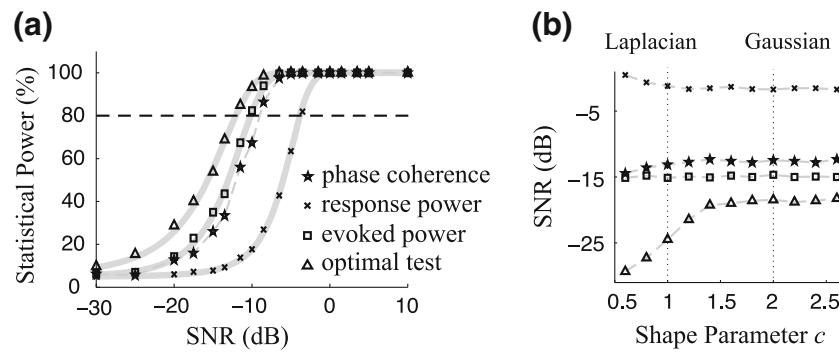 (a)
Statistical Power (%)
100
80
60
40
20
0
−30
−20
−10
0
10
SNR (dB)
phase coherence
response power
evoked power
optimal test
(b)
Laplacian
Gaussian
SNR (dB)
−5
−15
−25
0.5
1
1.5
2
2.5
Shape Parameter c